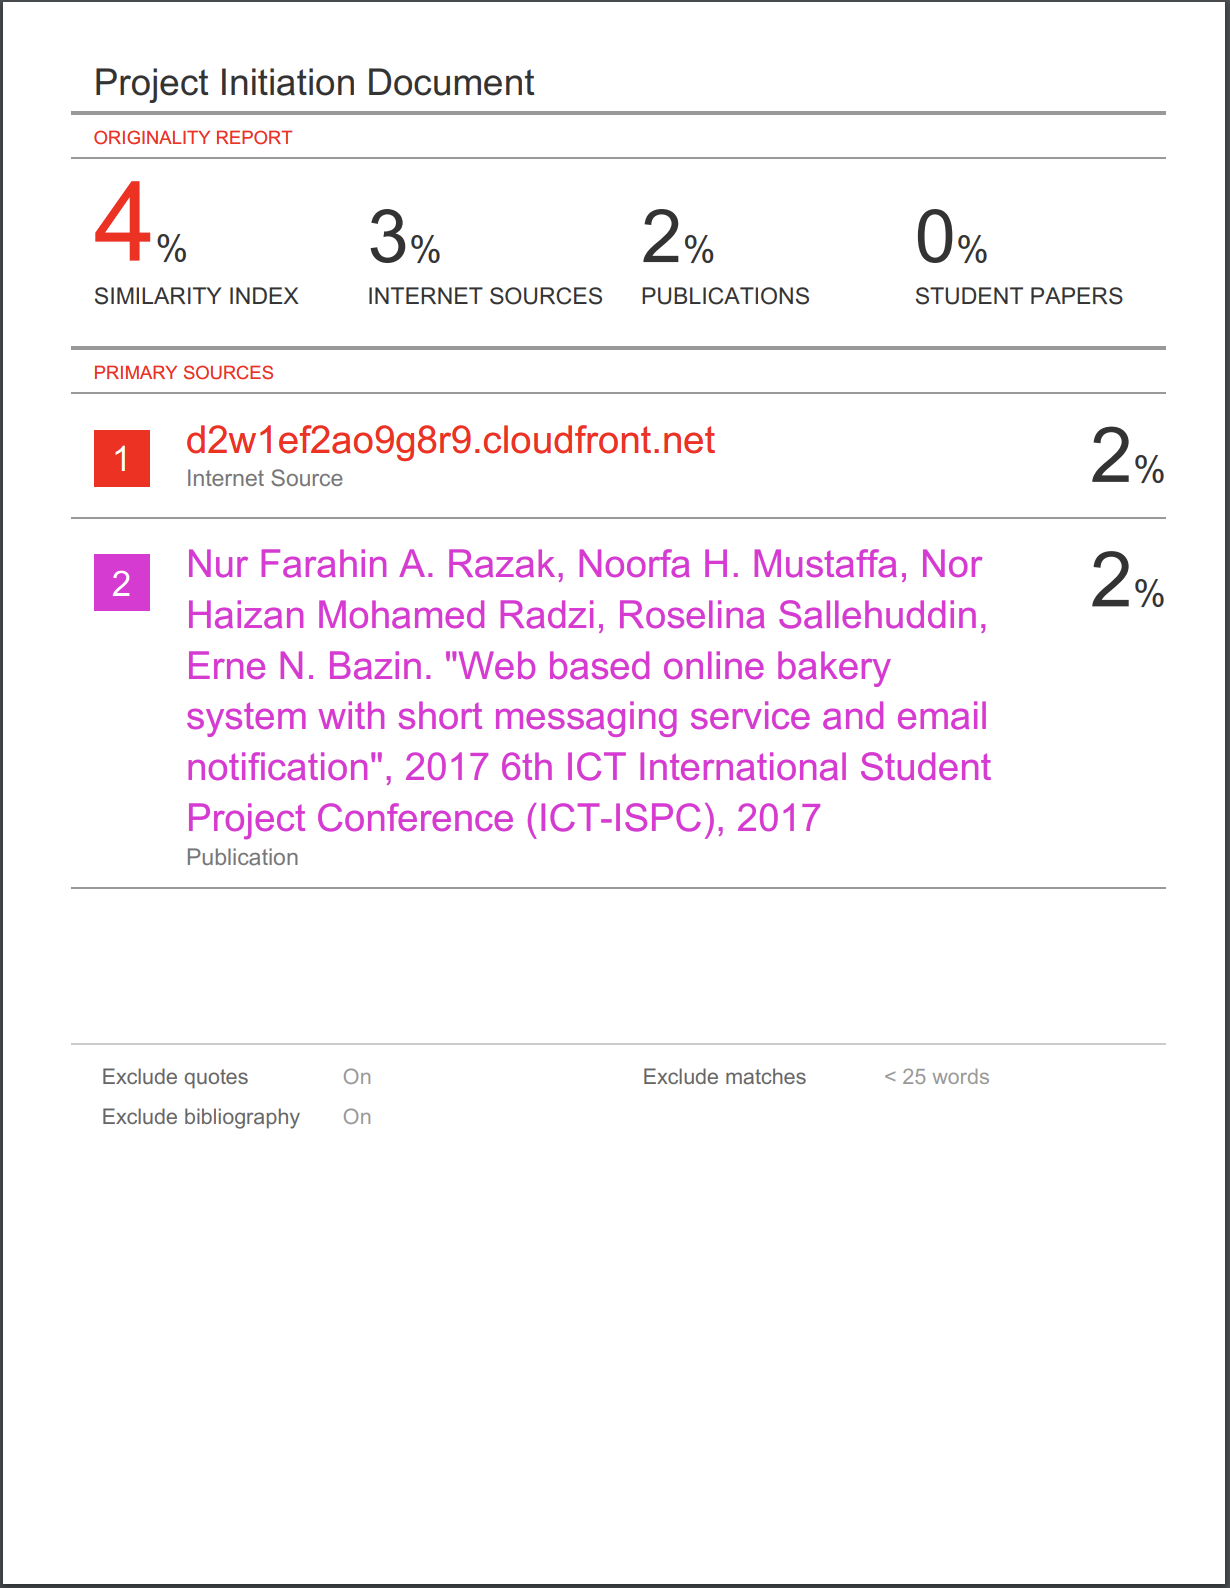 Project Initiation Document
ORIGINALITY REPORT
4% 3% 2% 0%
SIMILARITY INDEX INTERNET SOURCES PUBLICATIONS STUDENT PAPERS
PRIMARY SOURCES
1 d2w1ef2ao9g8r9.cloudfront.net 2%
Internet Source
2 Nur Farahin A. Razak, Noorfa H. Mustaffa, Nor 2%
Haizan Mohamed Radzi, Roselina Sallehuddin,
Erne N. Bazin. "Web based online bakery
system with short messaging service and email
notification", 2017 6th ICT International Student
Project Conference (ICT-ISPC), 2017
Publication
Exclude quotes On Exclude matches < 25 words
Exclude bibliography On